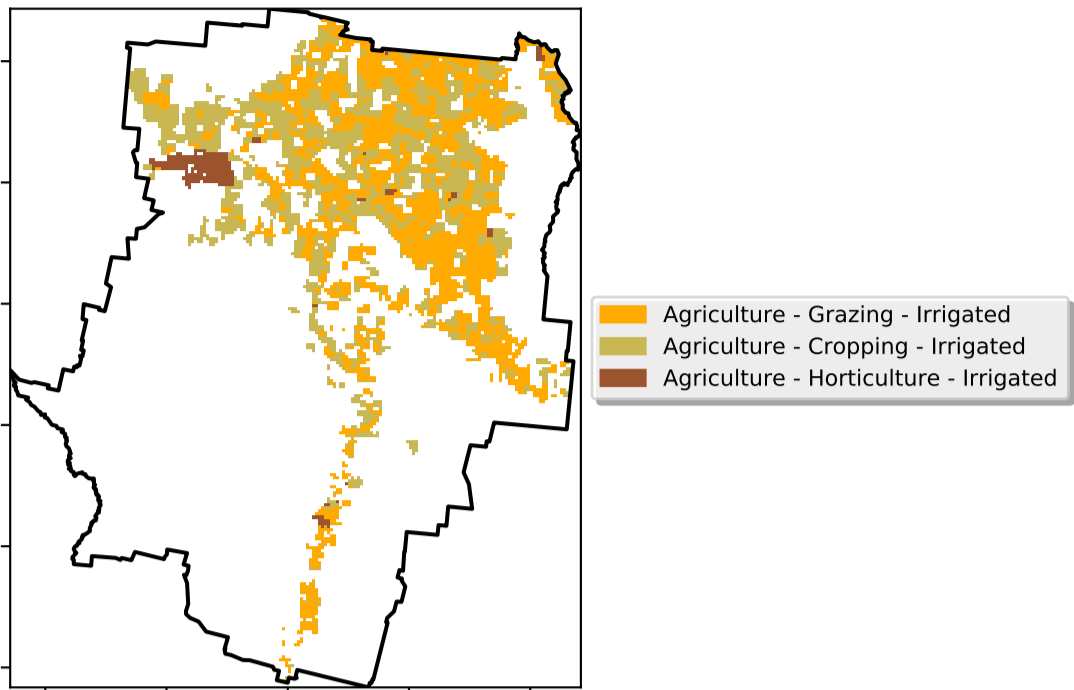 Agriculture - Grazing - Irrigated
Agriculture - Cropping - Irrigated
Agriculture - Horticulture - Irrigated